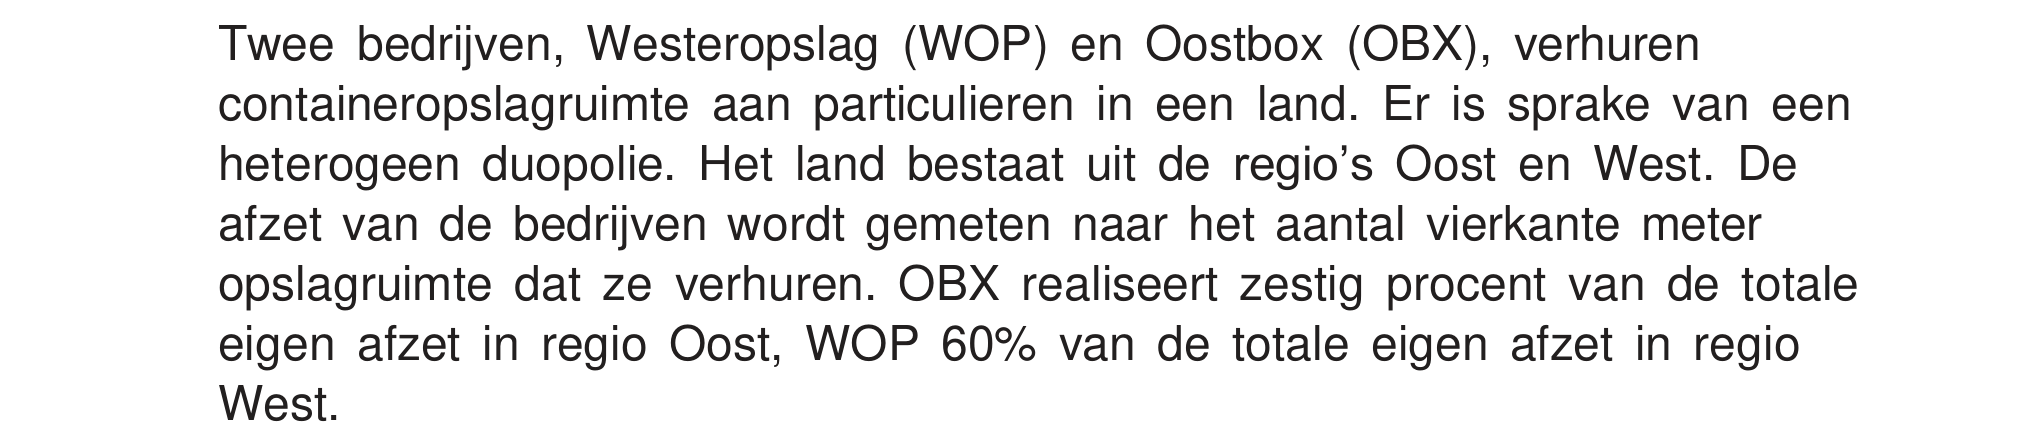 Twee bedrijven, Westeropslag (WOP) en Oostbox (OBX), verhuren
containeropslagruimte aan particulieren in een land. Er is sprake van een
heterogeen duopolie. Het land bestaat uit de regio’s Oost en West. De
afzet van de bedrijven wordt gemeten naar het aantal vierkante meter
opslagruimte dat ze verhuren. OBX realiseert zestig procent van de totale
eigen afzet in regio Oost, WOP 60% van de totale eigen afzet in regio
West.